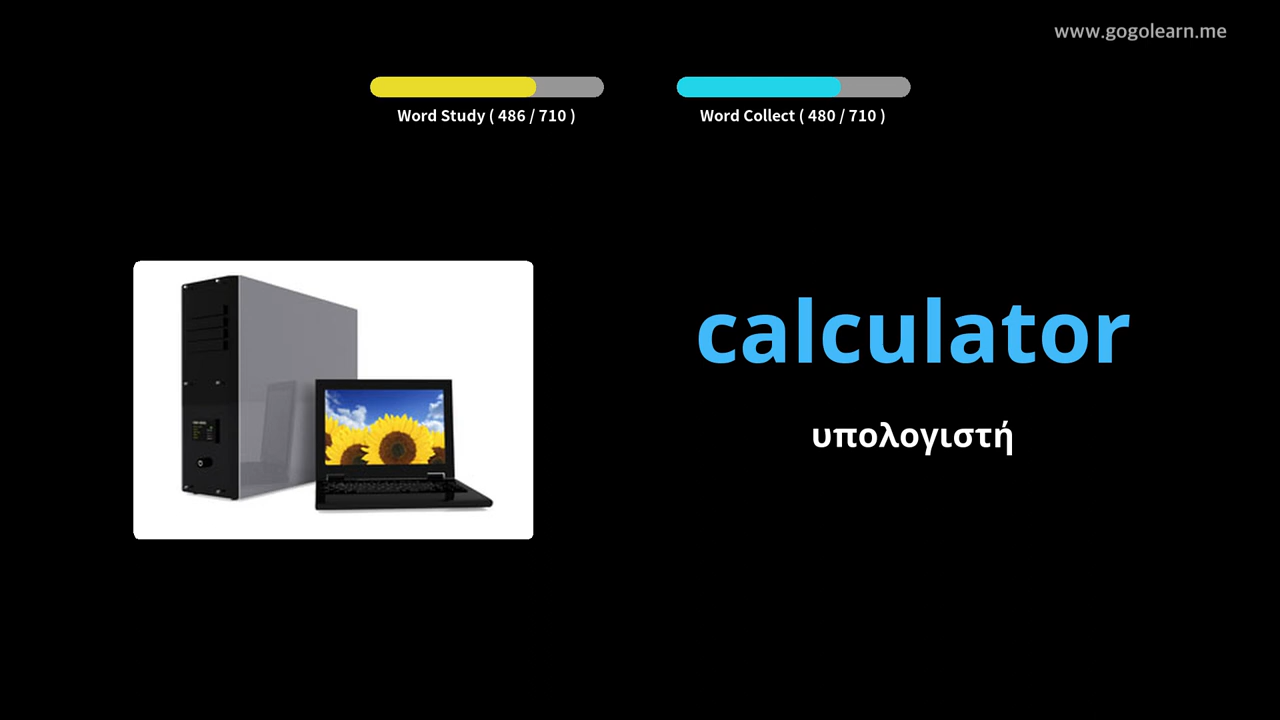 www.gogolearn.me
Word Study ( 486 / 710 )
Word Collect ( 480 / 710 )
calculator
υπολογιστή